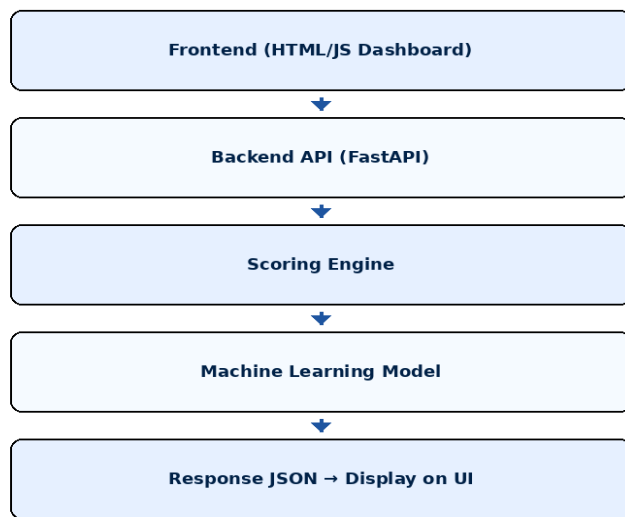 Frontend (HTML/JS Dashboard)
Backend API (FastAPI)
Scoring Engine
Machine Learning Model
Response JSON → Display on UI